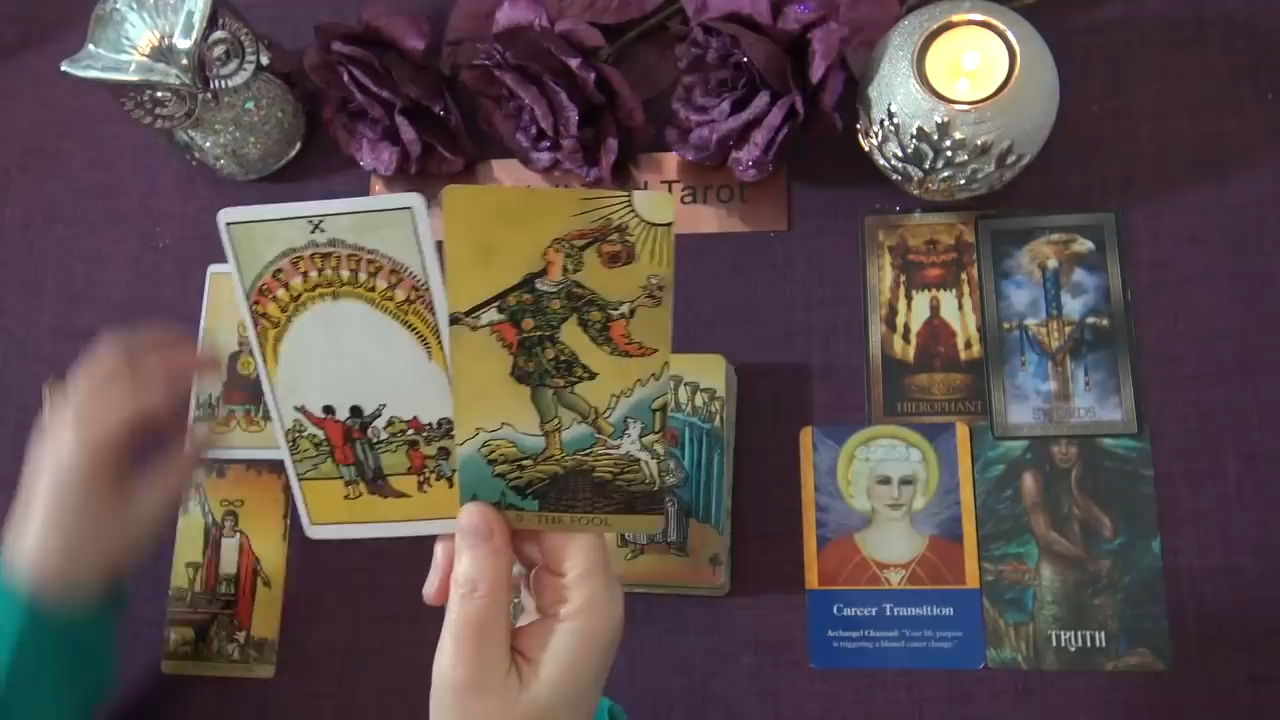 Tarot
X
0 - THE FOOL
HIEROPHANT
SWORDS
Career Transition
Archangel Chamuel: "Your life purpose
is triggering a blessed career change."
TRUTH